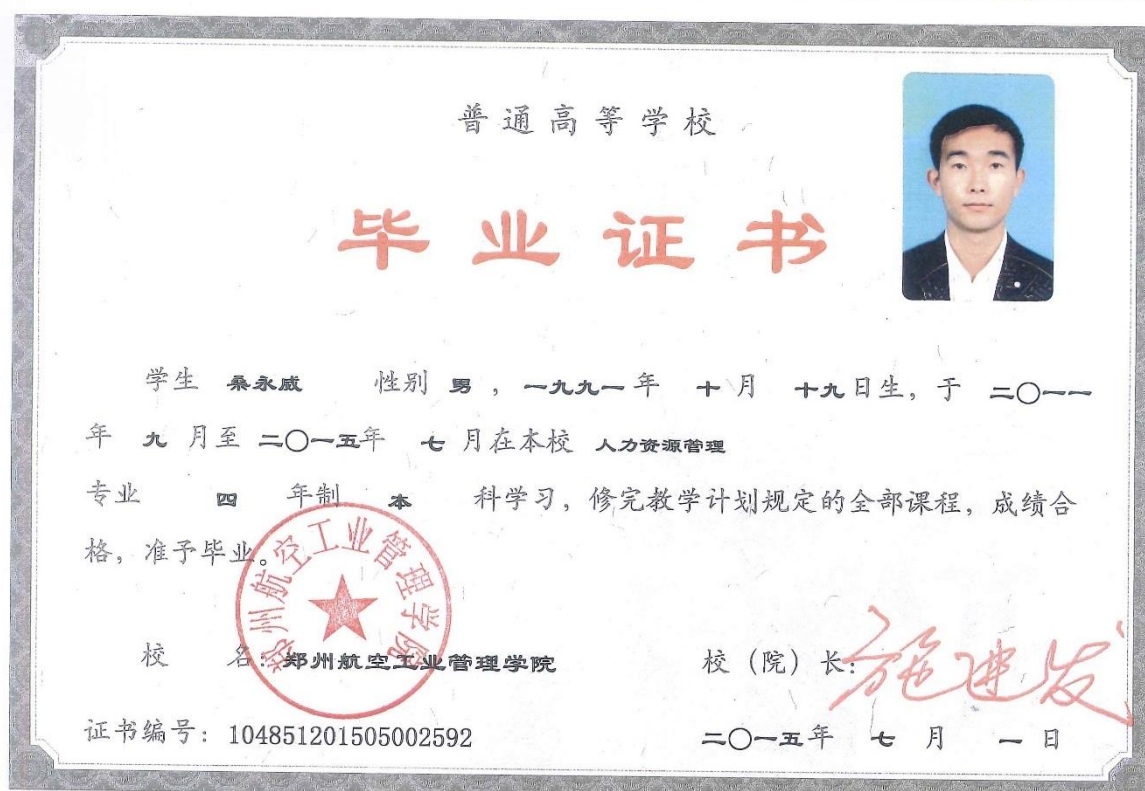 普通高等学校
毕业证书
学生 桑永威 性别 男，一九九一年 十月 十九日生，于 二〇一一
年 九 月至 二〇一五年 七 月在本校 人力资源管理
专业 四 年制 本 科学习，修完教学计划规定的全部课程，成绩合
格，准予毕业。
郑州航空工业管理学院
校 名：郑州航空工业管理学院 校（院）长：施建发
证书编号：104851201505002592 二〇一五年 七 月 一 日